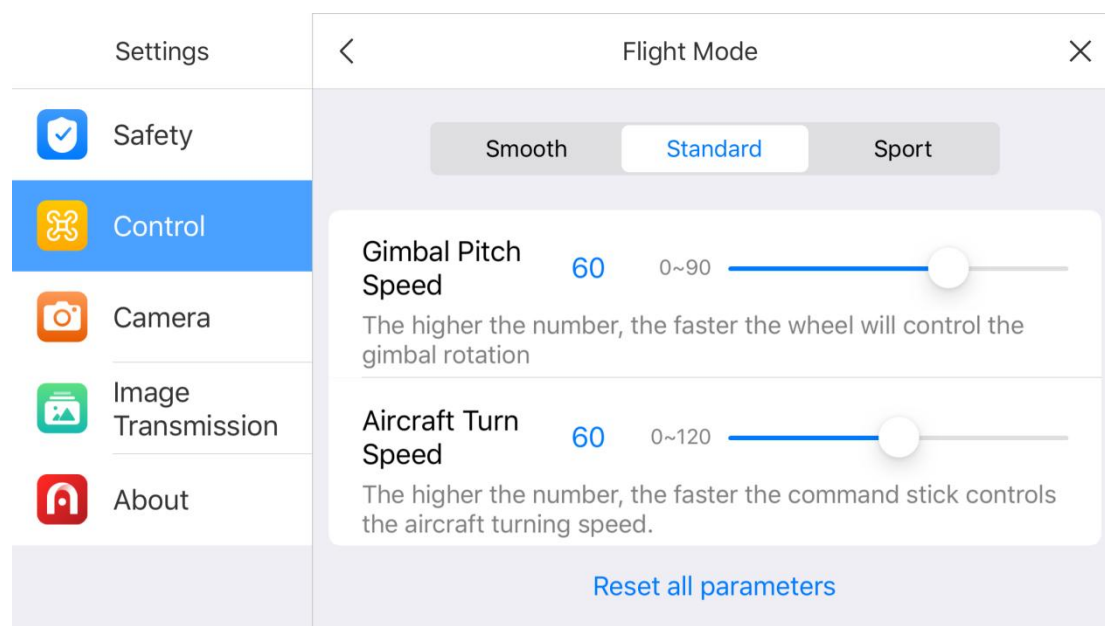 Settings
Safety
Control
Camera
Image
Transmission
About
Flight Mode
Smooth
Standard
Sport
Gimbal Pitch
Speed
60
0~90
The higher the number, the faster the wheel will control the
gimbal rotation
Aircraft Turn
Speed
60
0~120
The higher the number, the faster the command stick controls
the aircraft turning speed.
Reset all parameters